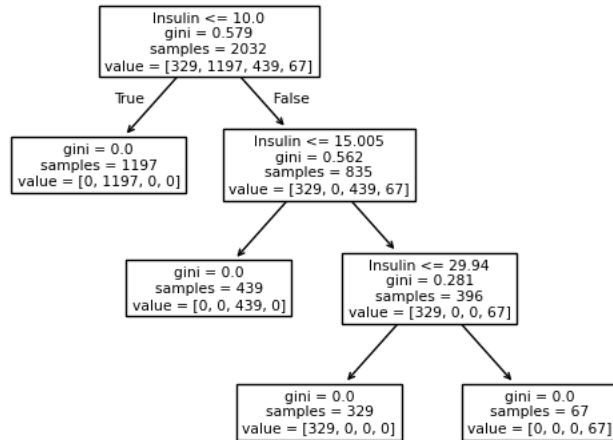 Insulin <= 10.0
gini = 0.579
samples = 2032
value = [329, 1197, 439, 67]
True
False
gini = 0.0
samples = 1197
value = [0, 1197, 0, 0]
Insulin <= 15.005
gini = 0.562
samples = 835
value = [329, 0, 439, 67]
gini = 0.0
samples = 439
value = [0, 0, 439, 0]
Insulin <= 29.94
gini = 0.281
samples = 396
value = [329, 0, 0, 67]
gini = 0.0
samples = 329
value = [329, 0, 0, 0]
gini = 0.0
samples = 67
value = [0, 0, 0, 67]